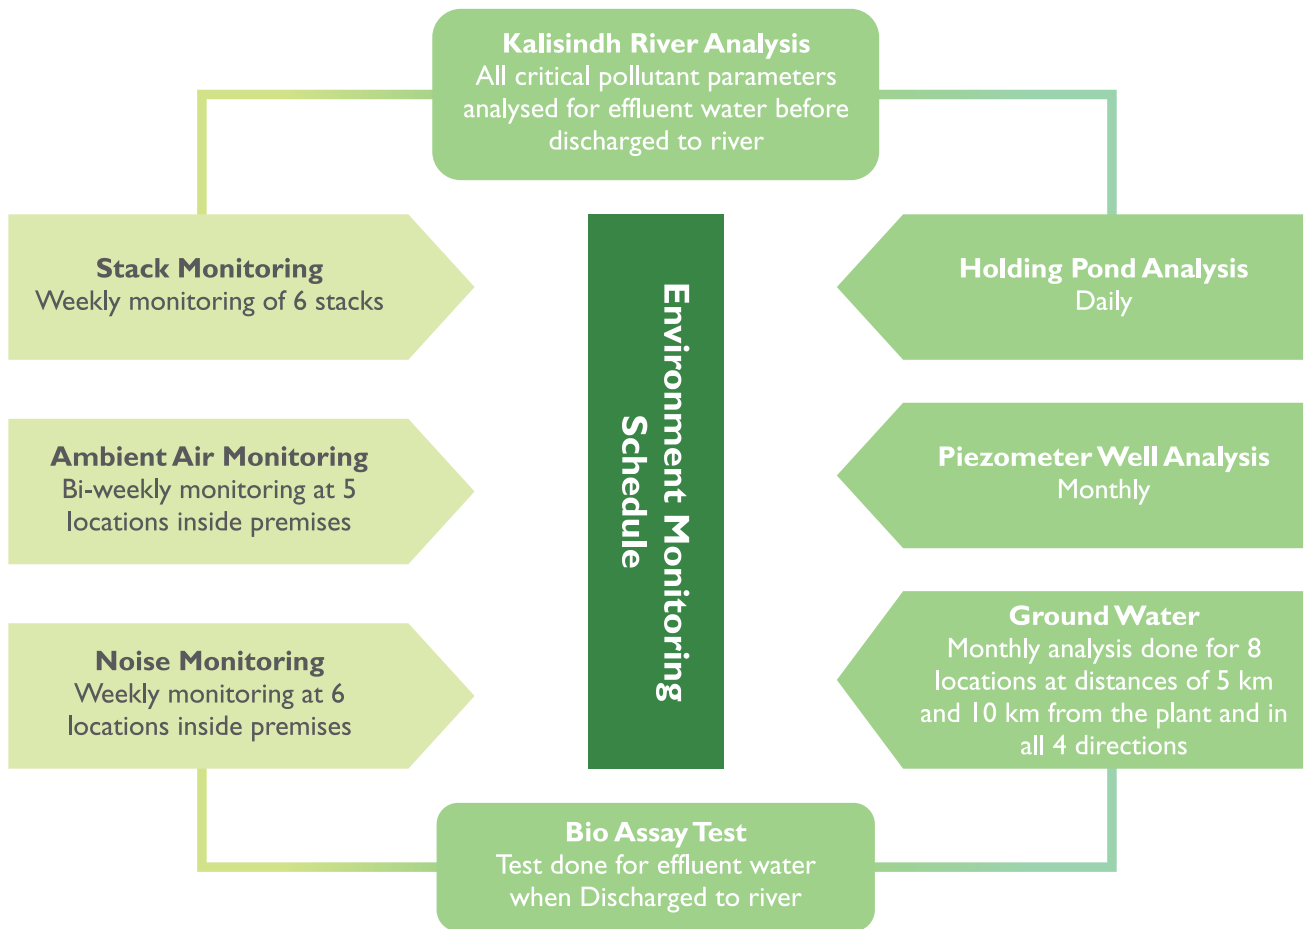 Kalisindh River Analysis
All critical pollutant parameters
analysed for effluent water before
discharged to river
Stack Monitoring
Weekly monitoring of 6 stacks
Ambient Air Monitoring
Bi-weekly monitoring at 5
locations inside premises
Noise Monitoring
Weekly monitoring at 6
locations inside premises
Environment Monitoring
Schedule
Holding Pond Analysis
Daily
Piezometer Well Analysis
Monthly
Ground Water
Monthly analysis done for 8
locations at distances of 5 km
and 10 km from the plant and in
all 4 directions
Bio Assay Test
Test done for effluent water
when Discharged to river